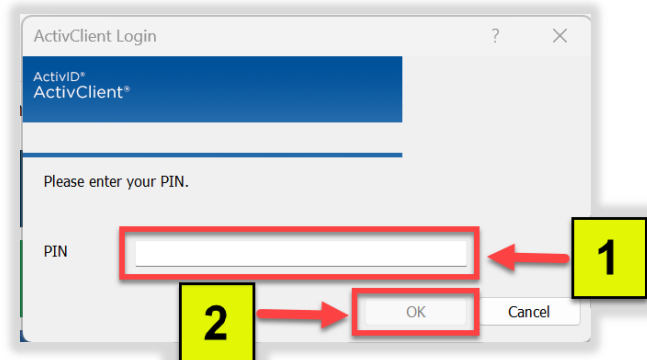 ActivClient Login ?
ActivID®
ActivClient®
Please enter your PIN.
PIN
1
2
OK
Cancel